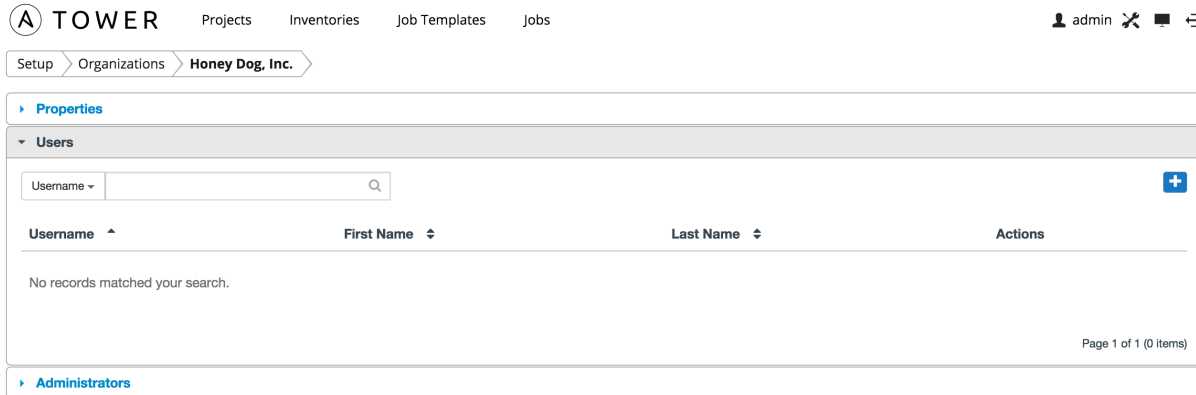 A TOWER Projects Inventories Job Templates Jobs admin
Setup Organizations Honey Dog, Inc.
Properties
Users
Username
Username First Name Last Name Actions
No records matched your search.
Page 1 of 1 (0 items)
Administrators